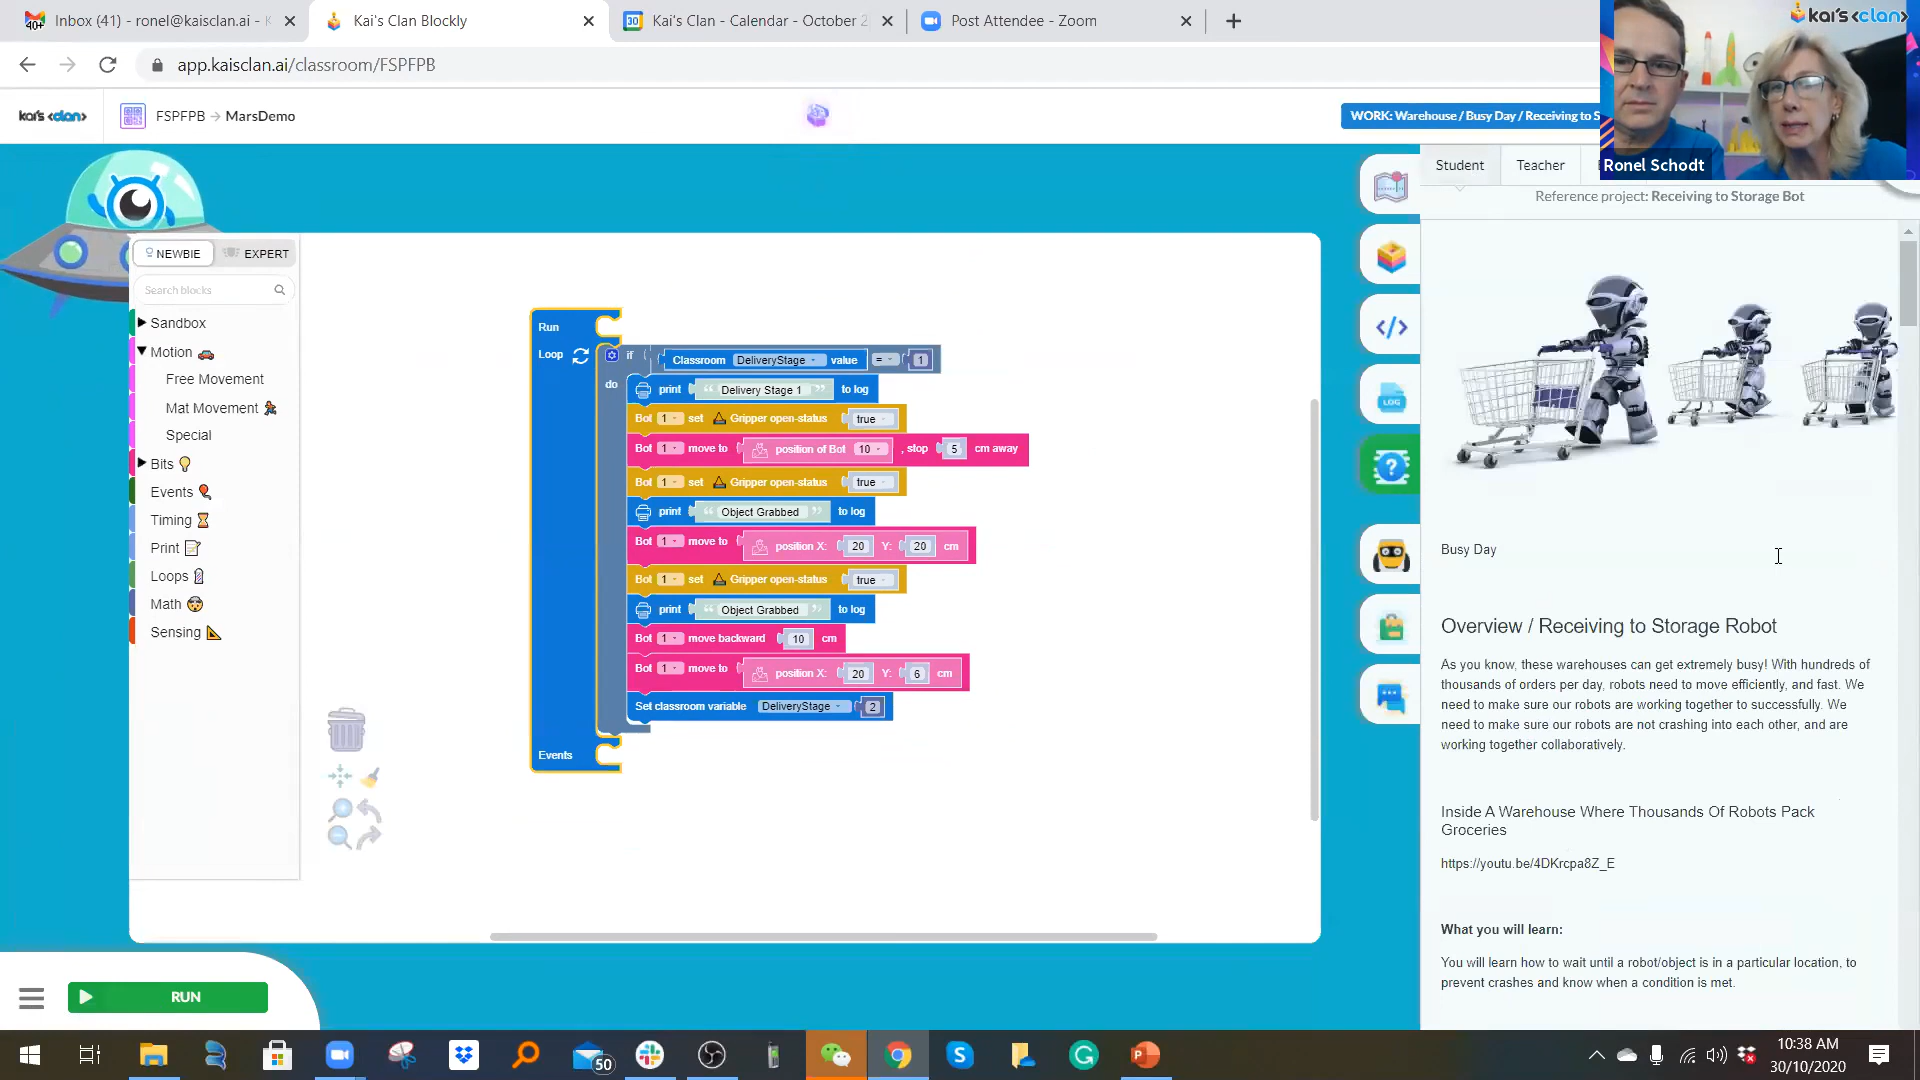 Inbox (41) - ronel@kaisclan.ai - K
Kai's Clan Blockly
Kai's Clan - Calendar - October 2
Post Attendee - Zoom
app.kaisclan.ai/classroom/FSPFPB
kai's <clan>
kai's <clan>
FSPFPB → MarsDemo
WORK: Warehouse / Busy Day / Receiving to S
Ronel Schodt
Student
Teacher
Reference project: Receiving to Storage Bot
NEWBIE
EXPERT
Search blocks
Sandbox
Motion
Free Movement
Mat Movement
Special
Bits
Events
Timing
Print
Loops
Math
Sensing
Run
Loop
if Classroom DeliveryStage value = 1
do
print “ Delivery Stage 1 ” to log
Bot 1 set Gripper open-status true
Bot 1 move to position of Bot 10 , stop 5 cm away
Bot 1 set Gripper open-status true
print “ Object Grabbed ” to log
Bot 1 move to position X: 20 Y: 20 cm
Bot 1 set Gripper open-status true
print “ Object Grabbed ” to log
Bot 1 move backward 10 cm
Bot 1 move to position X: 20 Y: 6 cm
Set classroom variable DeliveryStage 2
Events
LOG
Busy Day
Overview / Receiving to Storage Robot
As you know, these warehouses can get extremely busy! With hundreds of
thousands of orders per day, robots need to move efficiently, and fast. We
need to make sure our robots are working together to successfully. We
need to make sure our robots are not crashing into each other, and are
working together collaboratively.
Inside A Warehouse Where Thousands Of Robots Pack
Groceries
https://youtu.be/4DKrcpa8Z_E
What you will learn:
You will learn how to wait until a robot/object is in a particular location, to
prevent crashes and know when a condition is met.
RUN
50
10:38 AM
30/10/2020